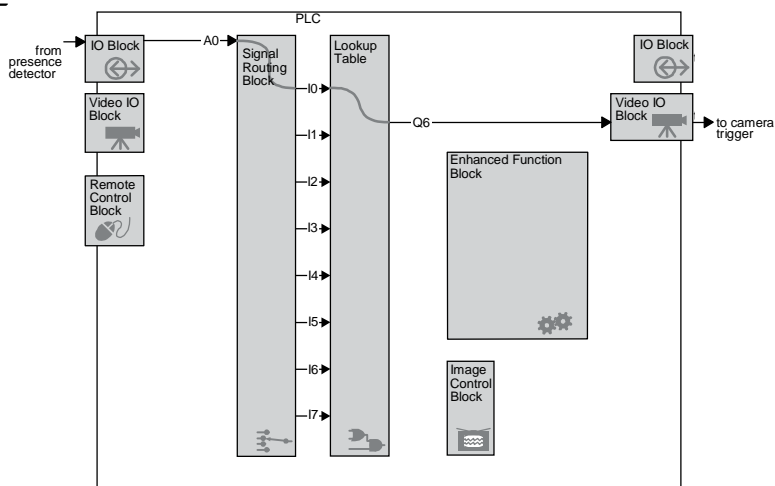 PLC
from
presence
detector
IO Block
A0
Video IO
Block
Remote
Control
Block
Signal
Routing
Block
I0
I1
I2
I3
I4
I5
I6
I7
Lookup
Table
Q6
Enhanced Function
Block
Image
Control
Block
IO Block
Video IO
Block
to camera
trigger